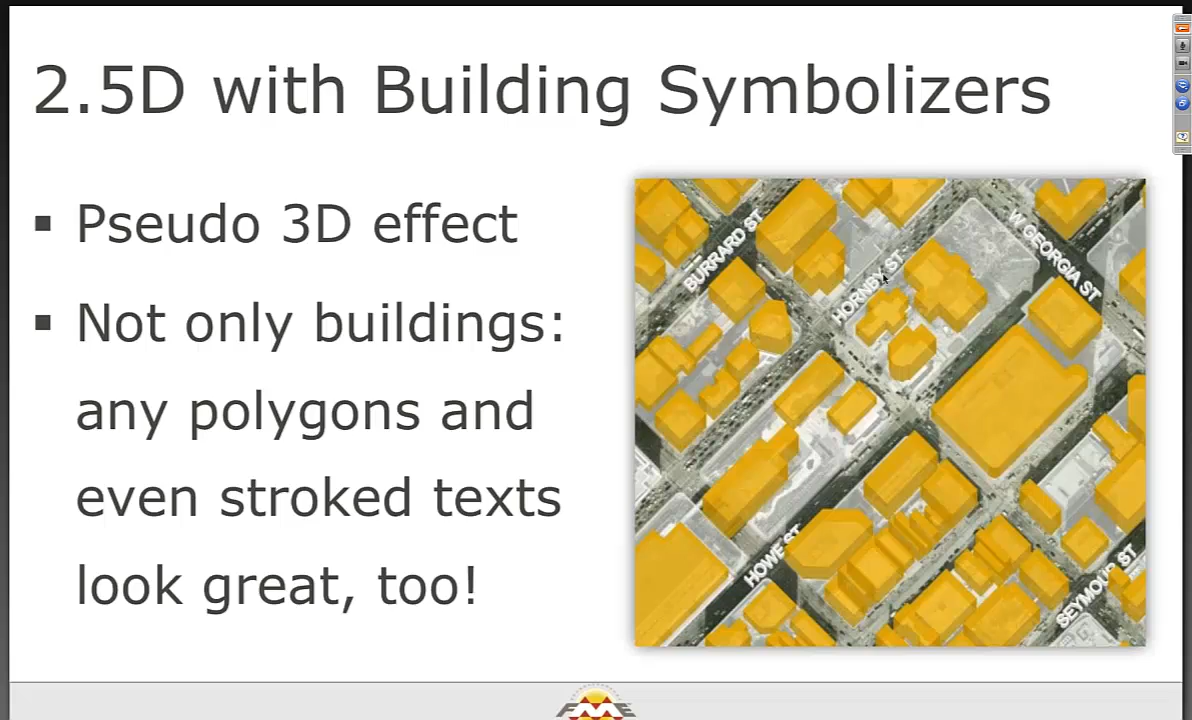 2.5D with Building Symbolizers
▪ Pseudo 3D effect
▪ Not only buildings:
any polygons and
even stroked texts
look great, too!
BURRARD ST
HORNBY ST
W GEORGIA ST
HOWE ST
SEYMOUR ST
FME